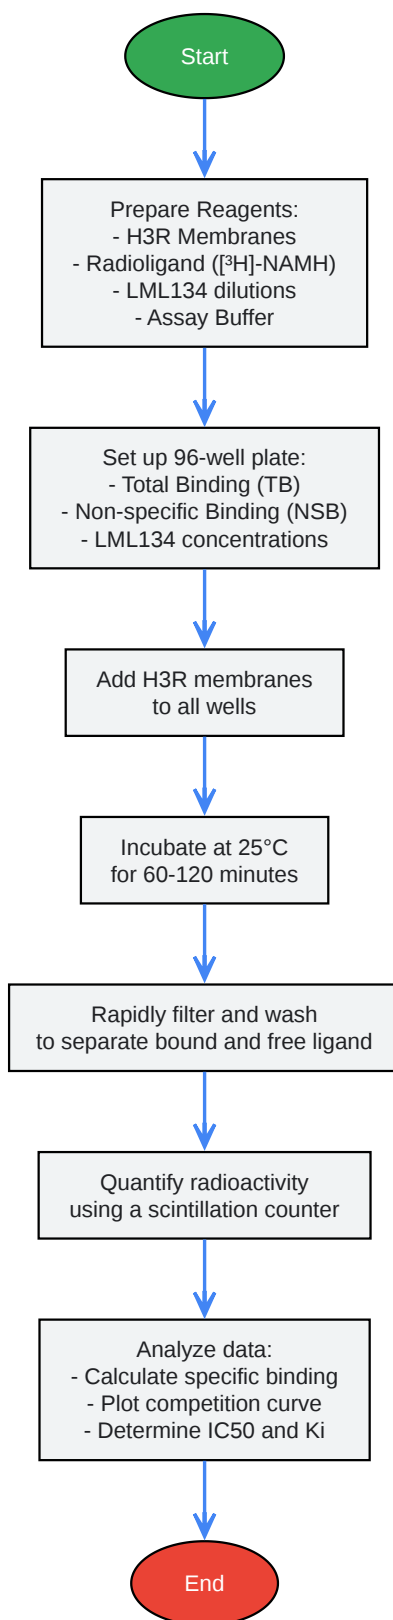 Start
Prepare Reagents:
- H3R Membranes
- Radioligand ([³H]-NAMH)
- LML134 dilutions
- Assay Buffer
Set up 96-well plate:
- Total Binding (TB)
- Non-specific Binding (NSB)
- LML134 concentrations
Add H3R membranes
to all wells
Incubate at 25°C
for 60-120 minutes
Rapidly filter and wash
to separate bound and free ligand
Quantify radioactivity
using a scintillation counter
Analyze data:
- Calculate specific binding
- Plot competition curve
- Determine IC50 and Ki
End